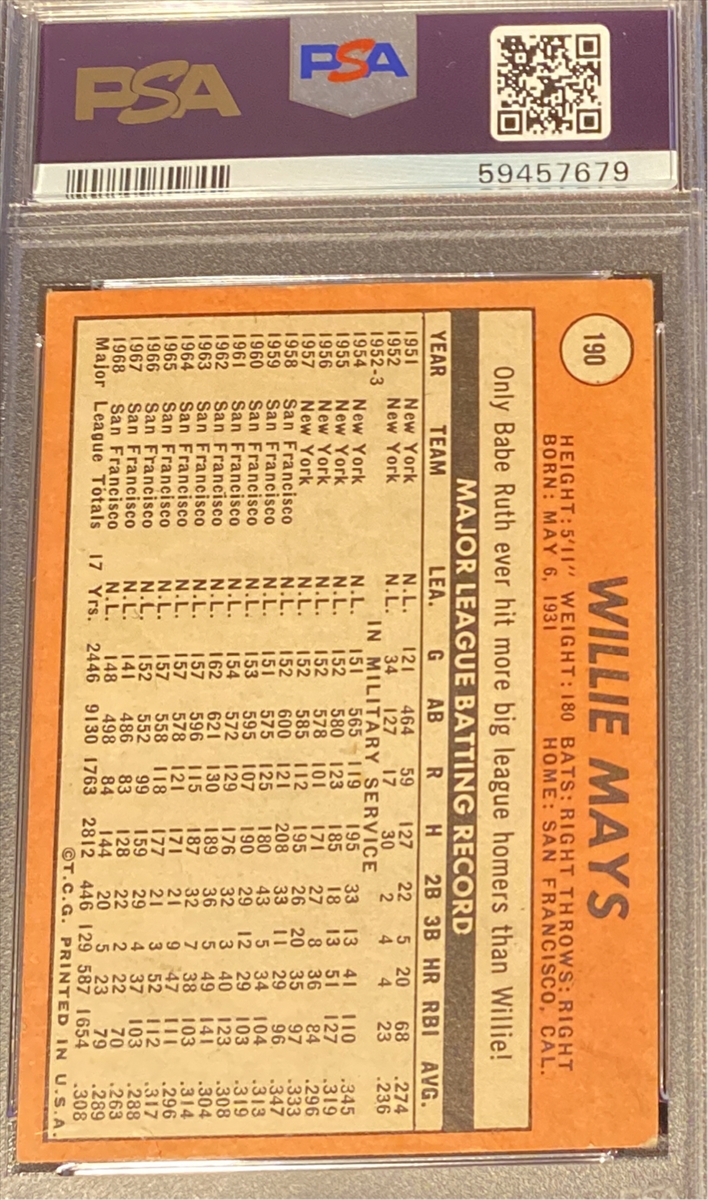 PSA
PSA
59457679
190
WILLIE MAYS
HEIGHT: 5'11" WEIGHT: 180 BATS: RIGHT THROWS: RIGHT
BORN: MAY 6, 1931 HOME: SAN FRANCISCO, CAL.
Only Babe Ruth ever hit more big league homers than Willie!
MAJOR LEAGUE BATTING RECORD
YEAR TEAM LEA. G AB R H 2B 3B HR RBI AVG.
1951 New York N.L. 121 464 59 127 22 5 20 68 .274
1952 New York N.L. 34 127 17 30 2 4 4 23 .236
1952-3 IN MILITARY SERVICE
1954 New York N.L. 151 565 119 195 33 13 41 110 .345
1955 New York N.L. 152 580 123 185 18 13 51 127 .319
1956 New York N.L. 152 578 101 171 27 8 36 84 .296
1957 New York N.L. 152 585 112 195 26 20 35 97 .333
1958 San Francisco N.L. 152 600 121 208 33 11 29 96 .347
1959 San Francisco N.L. 151 575 125 180 43 5 34 104 .313
1960 San Francisco N.L. 153 595 107 190 29 12 29 103 .319
1961 San Francisco N.L. 154 572 129 176 32 3 40 123 .308
1962 San Francisco N.L. 162 621 130 189 36 5 49 141 .304
1963 San Francisco N.L. 157 596 115 187 32 7 38 103 .314
1964 San Francisco N.L. 157 578 121 171 21 9 47 111 .296
1965 San Francisco N.L. 157 558 118 177 21 3 52 112 .317
1966 San Francisco N.L. 152 552 99 159 29 4 37 103 .288
1967 San Francisco N.L. 141 486 83 128 22 2 22 70 .263
1968 San Francisco N.L. 148 498 84 144 20 5 23 79 .289
Major League Totals 17 Yrs. 2446 9130 1763 2812 446 129 587 1654 .308
©T.C.G. PRINTED IN U.S.A.